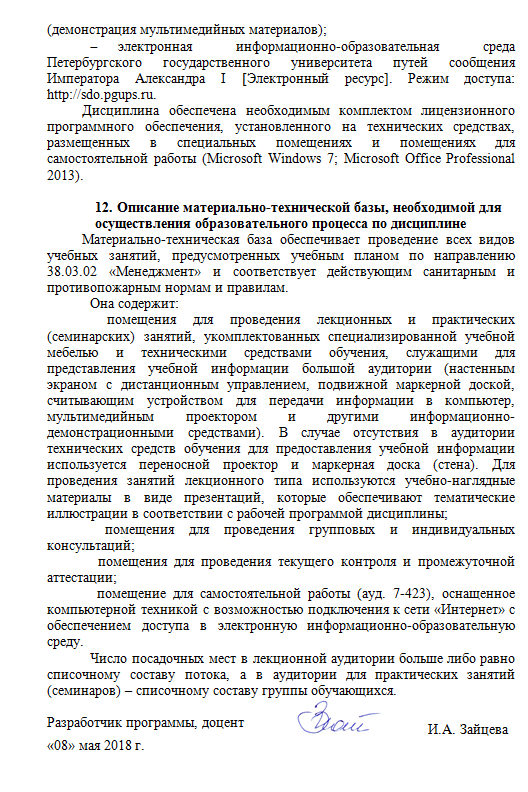 (демонстрация мультимедийных материалов);
– электронная информационно-образовательная среда
Петербургского государственного университета путей сообщения
Императора Александра I [Электронный ресурс]. Режим доступа:
http://sdo.pgups.ru.
Дисциплина обеспечена необходимым комплектом лицензионного
программного обеспечения, установленного на технических средствах,
размещенных в специальных помещениях и помещениях для
самостоятельной работы (Microsoft Windows 7; Microsoft Office Professional
2013).
12. Описание материально-технической базы, необходимой для
осуществления образовательного процесса по дисциплине
Материально-техническая база обеспечивает проведение всех видов
учебных занятий, предусмотренных учебным планом по направлению
38.03.02 «Менеджмент» и соответствует действующим санитарным и
противопожарным нормам и правилам.
Она содержит:
помещения для проведения лекционных и практических
(семинарских) занятий, укомплектованных специализированной учебной
мебелью и техническими средствами обучения, служащими для
представления учебной информации большой аудитории (настенным
экраном с дистанционным управлением, подвижной маркерной доской,
считывающим устройством для передачи информации в компьютер,
мультимедийным проектором и другими информационно-
демонстрационными средствами). В случае отсутствия в аудитории
технических средств обучения для предоставления учебной информации
используется переносной проектор и маркерная доска (стена). Для
проведения занятий лекционного типа используются учебно-наглядные
материалы в виде презентаций, которые обеспечивают тематические
иллюстрации в соответствии с рабочей программой дисциплины;
помещения для проведения групповых и индивидуальных
консультаций;
помещения для проведения текущего контроля и промежуточной
аттестации;
помещение для самостоятельной работы (ауд. 7-423), оснащенное
компьютерной техникой с возможностью подключения к сети «Интернет» с
обеспечением доступа в электронную информационно-образовательную
среду.
Число посадочных мест в лекционной аудитории больше либо равно
списочному составу потока, а в аудитории для практических занятий
(семинаров) – списочному составу группы обучающихся.
Разработчик программы, доцент
И.А. Зайцева
«08» мая 2018 г.